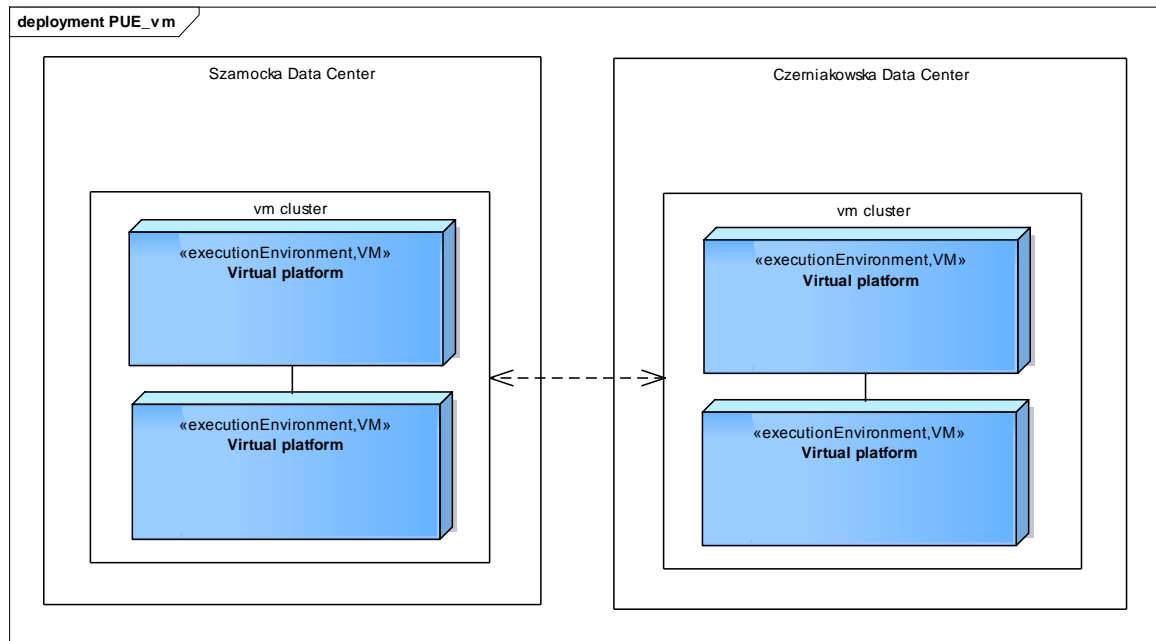 deployment PUE_vm
Szamocka Data Center
vm cluster
«executionEnvironment,VM»
Virtual platform
«executionEnvironment,VM»
Virtual platform
Czerniakowska Data Center
vm cluster
«executionEnvironment,VM»
Virtual platform
«executionEnvironment,VM»
Virtual platform